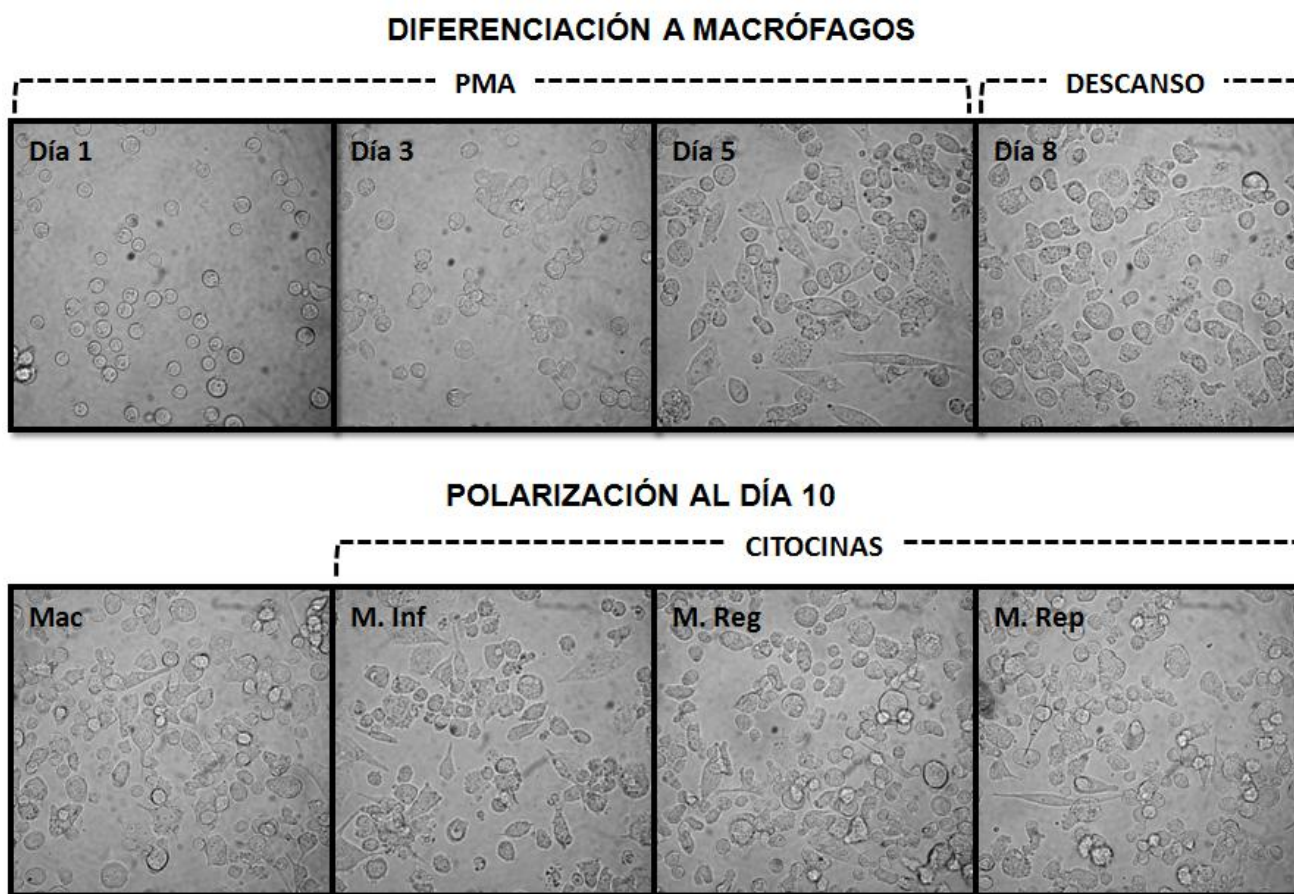 DIFERENCIACIÓN A MACRÓFAGOS
PMA
DESCANSO
Día 1
Día 3
Día 5
Día 8
POLARIZACIÓN AL DÍA 10
CITOCINAS
Mac
M. Inf
M. Reg
M. Rep